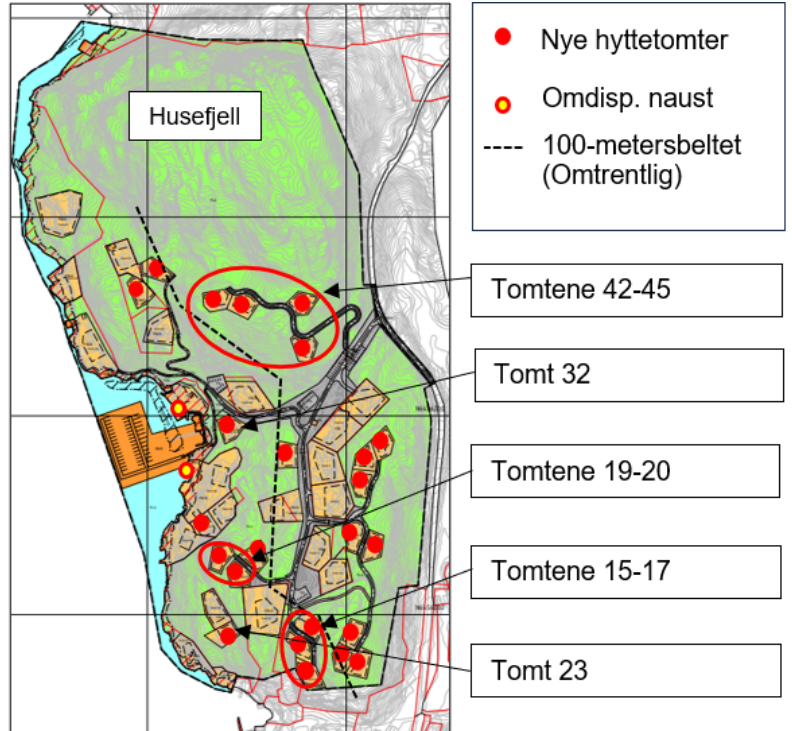 Husefjell
Nye hyttetomter
Omdisp. naust
100-metersbeltet
(Omtrentlig)
Tomtene 42-45
Tomt 32
Tomtene 19-20
Tomtene 15-17
Tomt 23